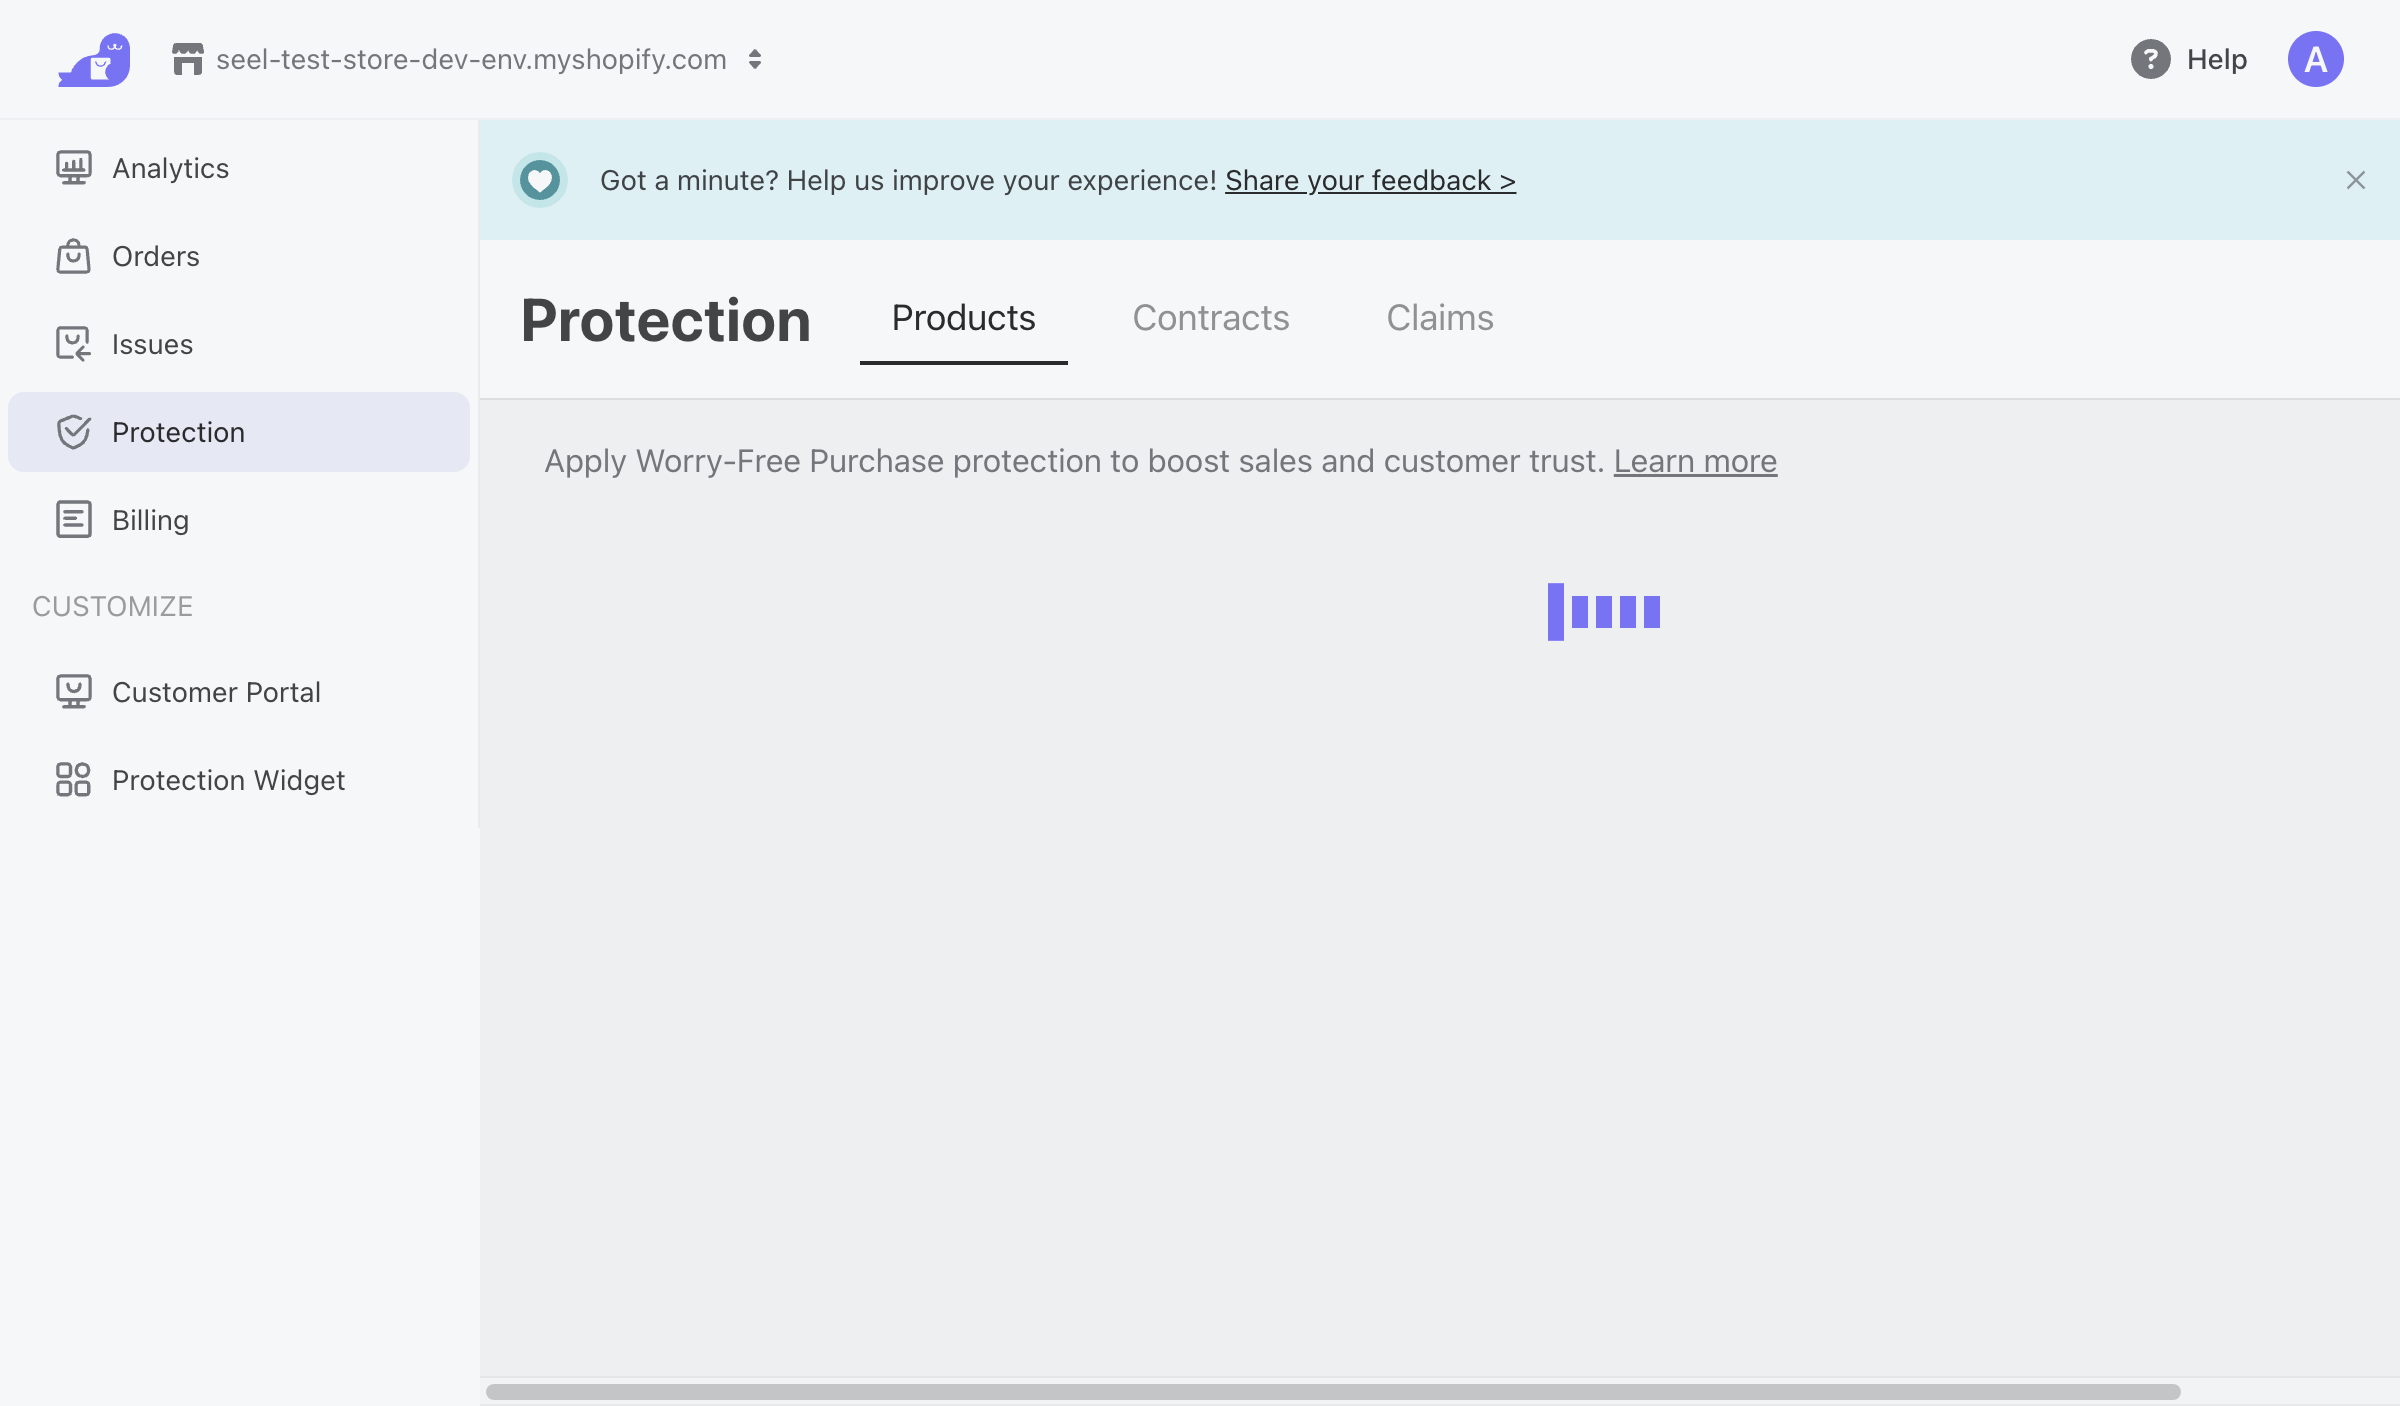 seel-test-store-dev-env.myshopify.com
? Help
A
Analytics
Orders
Issues
Protection
Billing
CUSTOMIZE
Customer Portal
Protection Widget
Got a minute? Help us improve your experience! Share your feedback >
Protection
Products
Contracts
Claims
Apply Worry-Free Purchase protection to boost sales and customer trust. Learn more